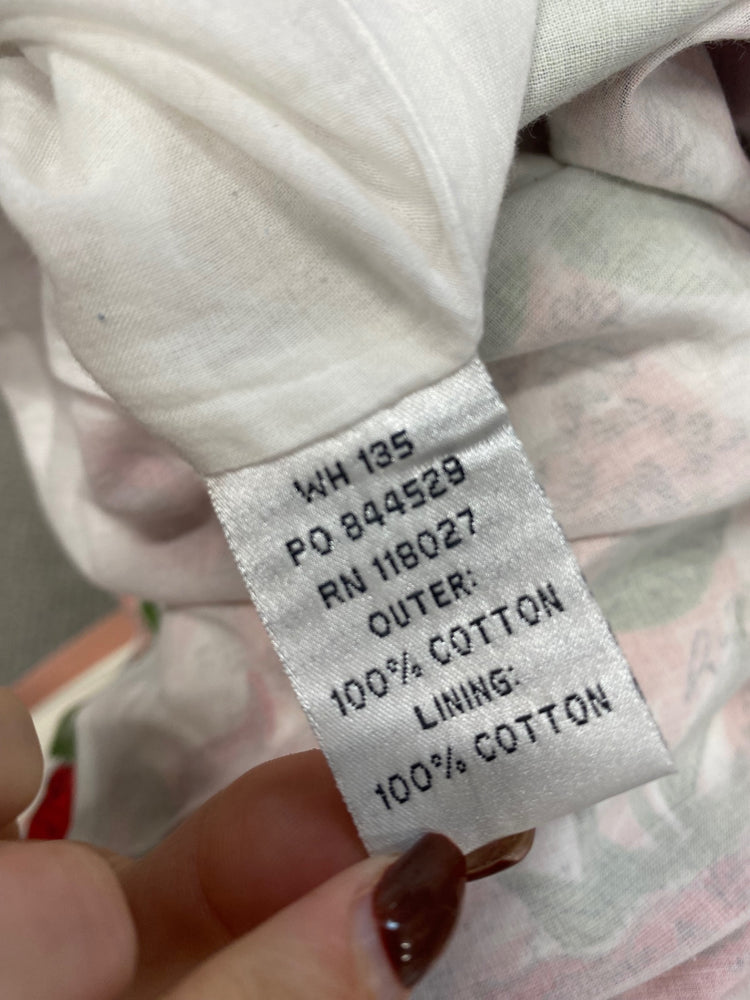 WH 135
PO 844529
RN 118027
OUTER:
100% COTTON
LINING:
100% COTTON